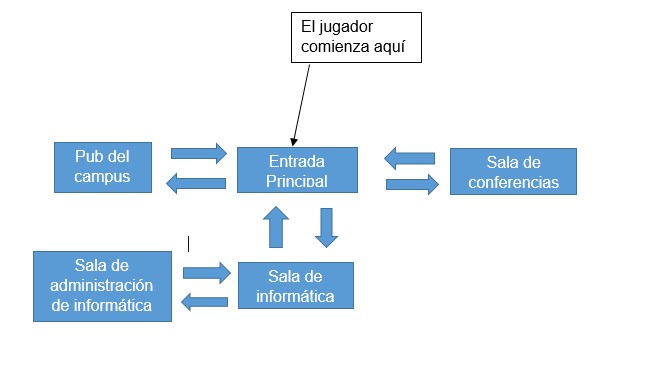 El jugador
comienza aquí
Pub del
campus
Entrada
Principal
Sala de
conferencias
Sala de
administración
de informática
Sala de
informática